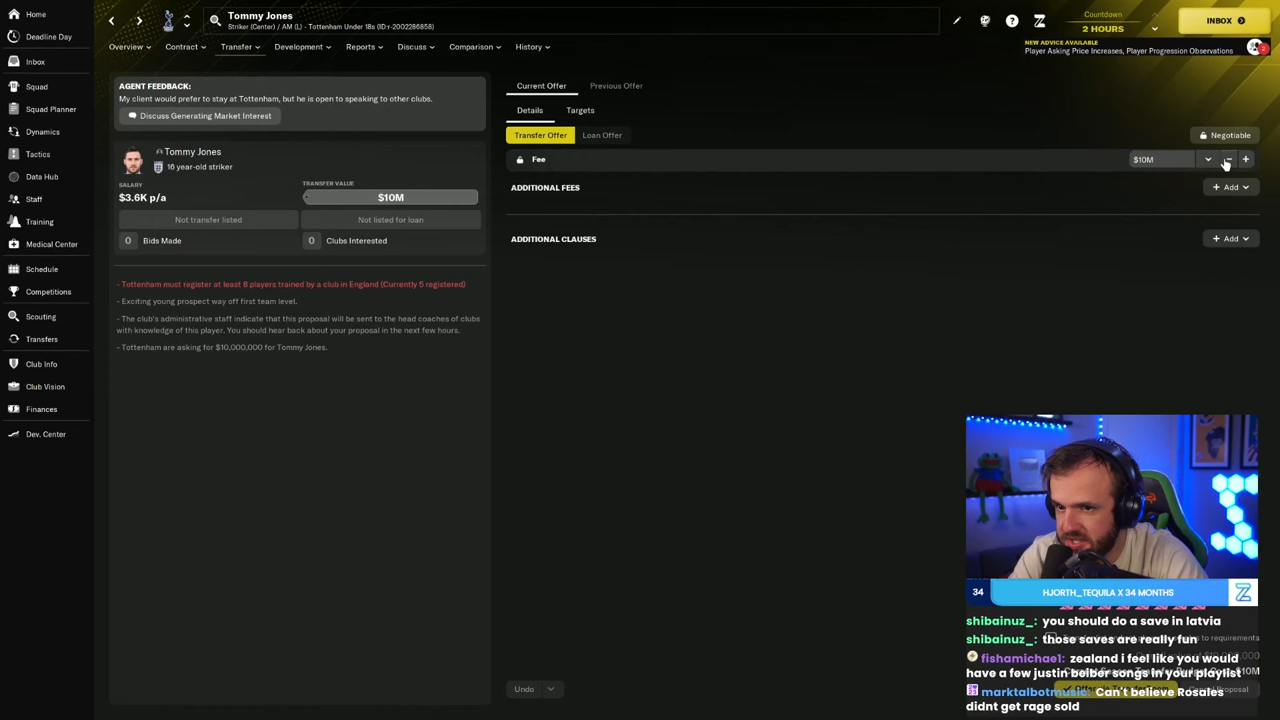 Home
Deadline Day
Inbox
Squad
Squad Planner
Dynamics
Tactics
Data Hub
Staff
Training
Medical Center
Schedule
Competitions
Scouting
Transfers
Club Info
Club Vision
Finances
Dev. Center
Tommy Jones
Striker (Center) / AM (L) - Tottenham Under 18s (ID:r-2002286858)
Countdown
2 HOURS
INBOX
Overview Contract Transfer Development Reports Discuss Comparison History
NEW ADVICE AVAILABLE
Player Asking Price Increases, Player Progression Observations
2
AGENT FEEDBACK:
My client would prefer to stay at Tottenham, but he is open to speaking to other clubs.
Discuss Generating Market Interest
Tommy Jones
16 year-old striker
SALARY
$3.6K p/a
TRANSFER VALUE
$10M
Not transfer listed
Not listed for loan
0 Bids Made
0 Clubs Interested
- Tottenham must register at least 8 players trained by a club in England (Currently 5 registered)
- Exciting young prospect way off first team level.
- The club's administrative staff indicate that this proposal will be sent to the head coaches of clubs
with knowledge of this player. You should hear back about your proposal in the next few hours.
- Tottenham are asking for $10,000,000 for Tommy Jones.
Current Offer Previous Offer
Details Targets
Transfer Offer Loan Offer
Negotiable
Fee
$10M
ADDITIONAL FEES
Add
ADDITIONAL CLAUSES
Add
Undo
34 HJORTH_TEQUILA X 34 MONTHS
shibainuz_: you should do a save in latvia
shibainuz_: those saves are really fun
fishamichae1: zealand i feel like you would
have a few justin bieber songs in your playlist
marktalbotmusic: Can't believe Rosales
didnt get rage sold